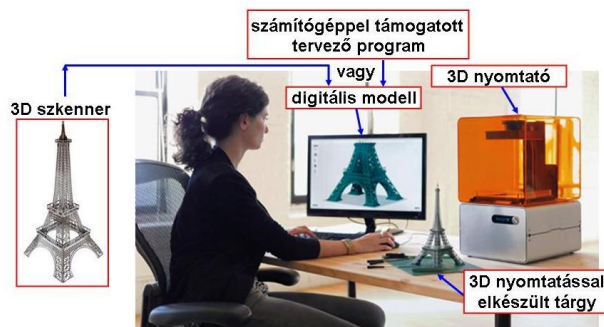 számítógéppel támogatott
tervező program
vagy
digitális modell
3D nyomtató
3D szkenner
3D nyomtatással
elkészült tárgy